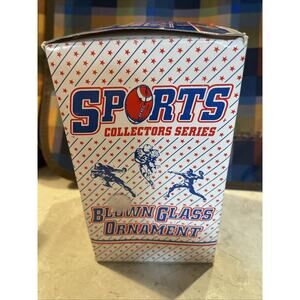 SPORTS
COLLECTORS SERIES
BLOWN GLASS
ORNAMENT